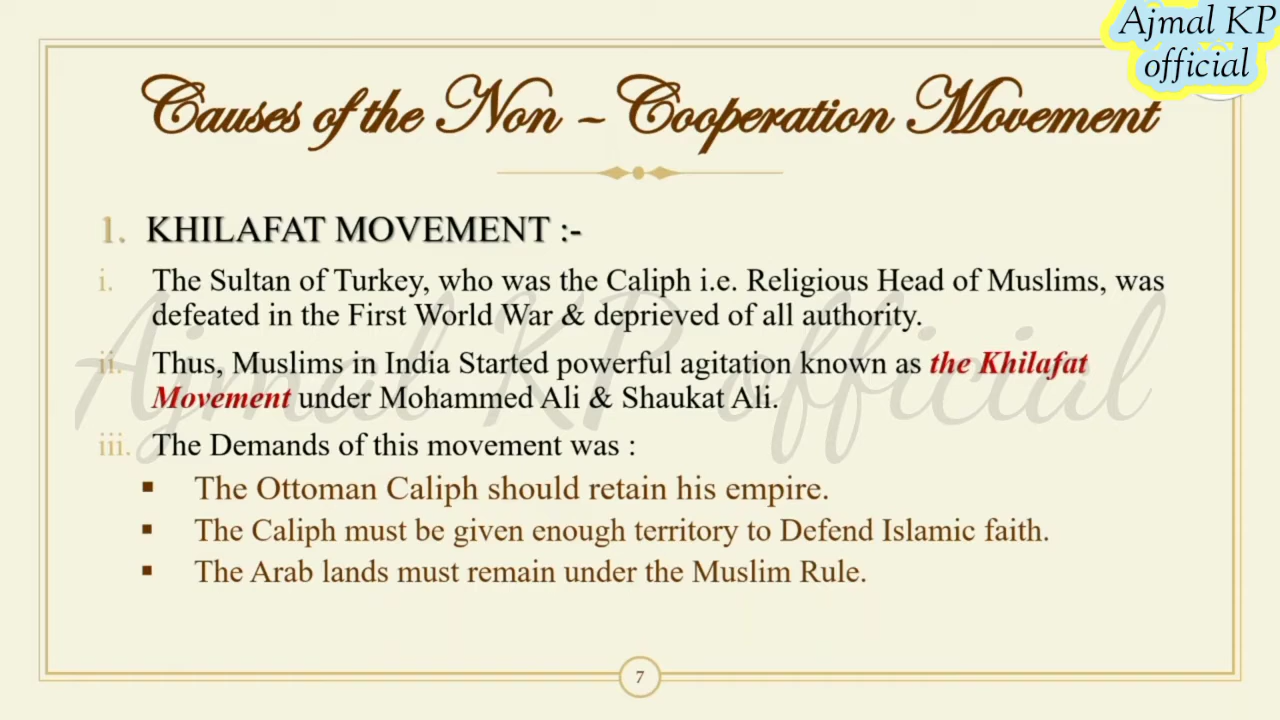 Ajmal KP
official
Causes of the Non ~ Cooperation Movement
1. KHILAFAT MOVEMENT :-
i. The Sultan of Turkey, who was the Caliph i.e. Religious Head of Muslims, was
defeated in the First World War & deprieved of all authority.
ii. Thus, Muslims in India Started powerful agitation known as the Khilafat
Movement under Mohammed Ali & Shaukat Ali.
iii. The Demands of this movement was :
▪ The Ottoman Caliph should retain his empire.
▪ The Caliph must be given enough territory to Defend Islamic faith.
▪ The Arab lands must remain under the Muslim Rule.
Ajmal KP official
7